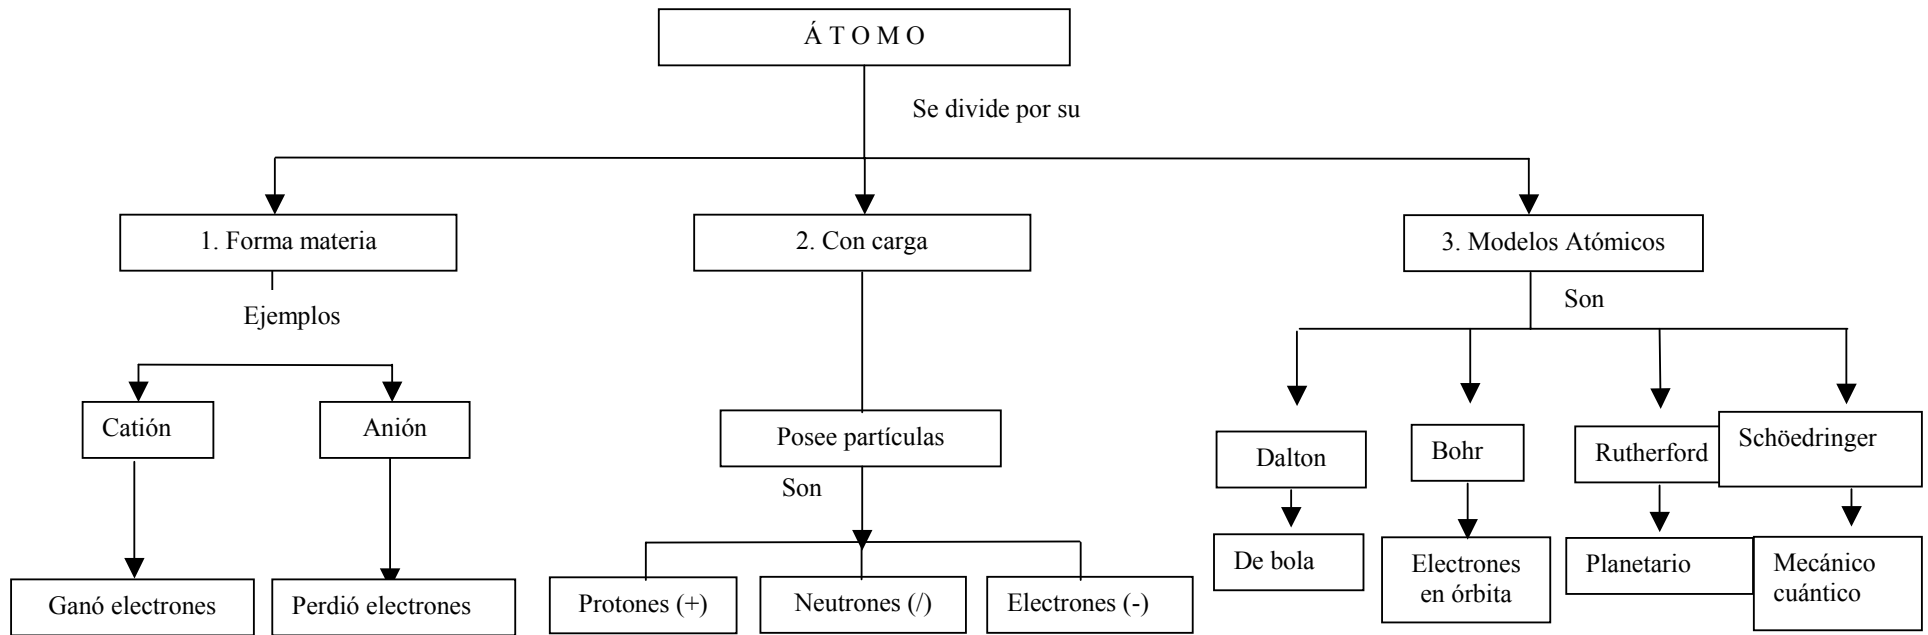 Á T O M O
Se divide por su
1. Forma materia
2. Con carga
3. Modelos Atómicos
Ejemplos
Son
Catión
Anión
Posee partículas
Son
Dalton
Bohr
Rutherford
Schöedringer
Ganó electrones
Perdió electrones
Protones (+)
Neutrones (/)
Electrones (-)
De bola
Electrones
en órbita
Planetario
Mecánico
cuántico